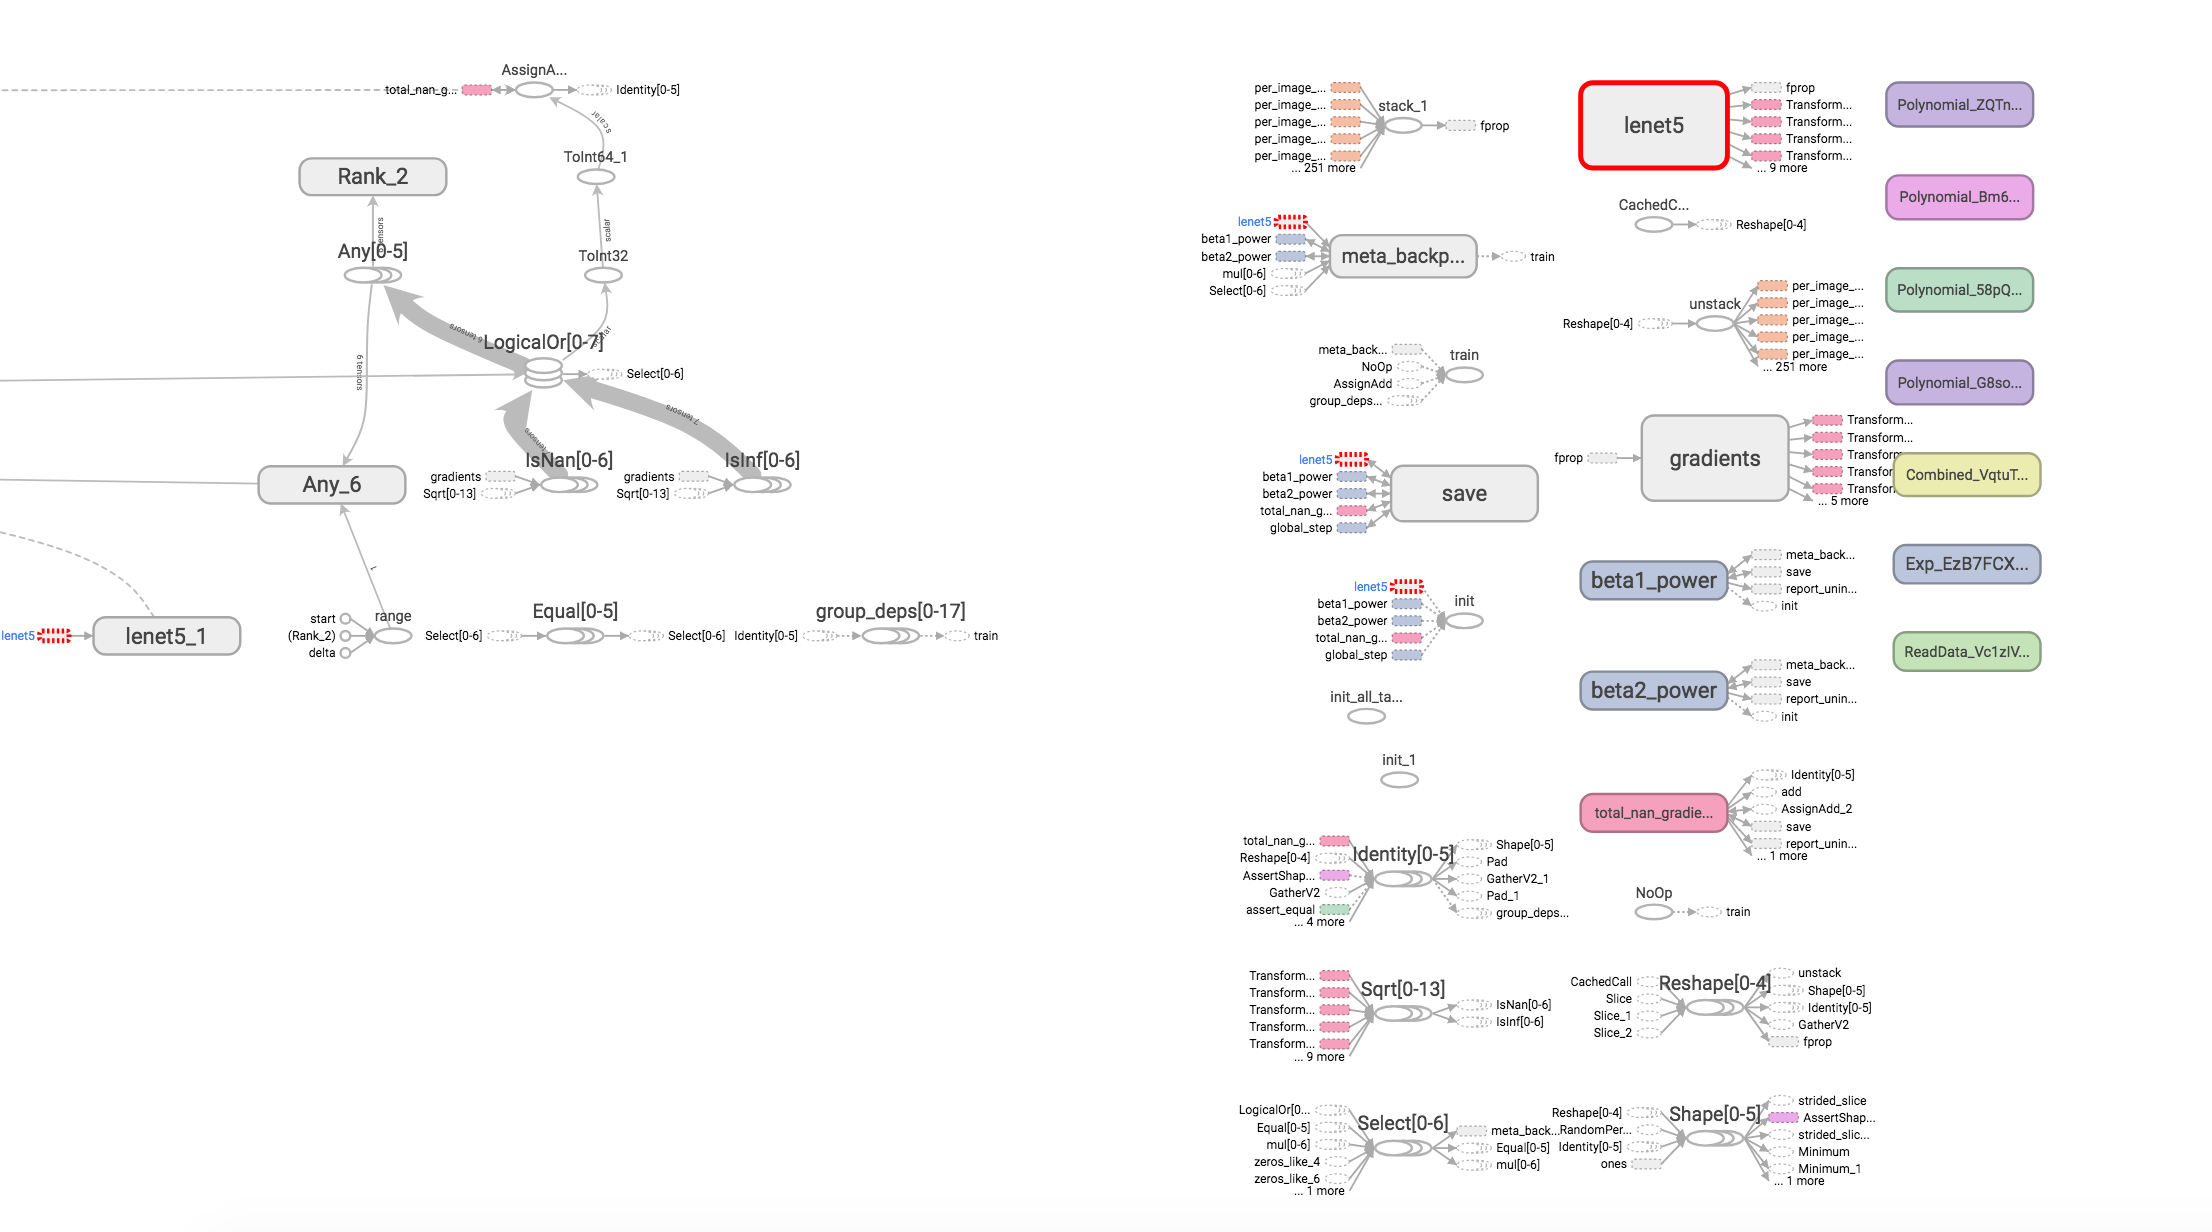 AssignA...
total_nan_g...
Identity[0-5]
scalar
ToInt64_1
Rank_2
scalar
Any[0-5]
ToInt32
6 tensors
LogicalOr[0-7]
Select[0-6]
6 tensors
7 tensors
IsNan[0-6]
gradients
Sqrt[0-13]
IsInf[0-6]
gradients
Sqrt[0-13]
Any_6
lenet5
lenet5_1
start
(Rank_2)
delta
range
Select[0-6]
Equal[0-5]
Select[0-6]
Identity[0-5]
group_deps[0-17]
train
per_image_...
per_image_...
per_image_...
per_image_...
per_image_...
... 251 more
stack_1
fprop
lenet5
beta1_power
beta2_power
mul[0-6]
Select[0-6]
meta_backp...
train
meta_back...
NoOp
AssignAdd
group_deps...
train
lenet5
beta1_power
beta2_power
total_nan_g...
global_step
save
lenet5
beta1_power
beta2_power
total_nan_g...
global_step
init
init_all_ta...
init_1
total_nan_g...
Reshape[0-4]
AssertShap...
GatherV2
assert_equal
... 4 more
Identity[0-5]
Shape[0-5]
Pad
GatherV2_1
Pad_1
group_deps...
Transform...
Transform...
Transform...
Transform...
Transform...
... 9 more
Sqrt[0-13]
IsNan[0-6]
IsInf[0-6]
LogicalOr[0...
Equal[0-5]
mul[0-6]
zeros_like_4
zeros_like_6
... 1 more
Select[0-6]
meta_back...
Equal[0-5]
mul[0-6]
lenet5
fprop
Transform...
Transform...
Transform...
Transform...
... 9 more
CachedC...
Reshape[0-4]
Reshape[0-4]
unstack
per_image_...
per_image_...
per_image_...
per_image_...
per_image_...
... 251 more
fprop
gradients
Transform...
Transform...
Transform...
Transfor
Transfor
... 5 more
beta1_power
meta_back...
save
report_unin...
init
beta2_power
meta_back...
save
report_unin...
init
total_nan_gradie...
Identity[0-5]
add
AssignAdd_2
save
report_unin...
... 1 more
NoOp
train
CachedCall
Slice
Slice_1
Slice_2
Reshape[0-4]
unstack
Shape[0-5]
Identity[0-5]
GatherV2
fprop
Reshape[0-4]
RandomPer...
Identity[0-5]
ones
Shape[0-5]
strided_slice
AssertShap...
strided_slic...
Minimum
Minimum_1
... 1 more
Polynomial_ZQTn...
Polynomial_Bm6...
Polynomial_58pQ...
Polynomial_G8so...
Combined_VqtuT...
Exp_EzB7FCX...
ReadData_Vc1zIV...